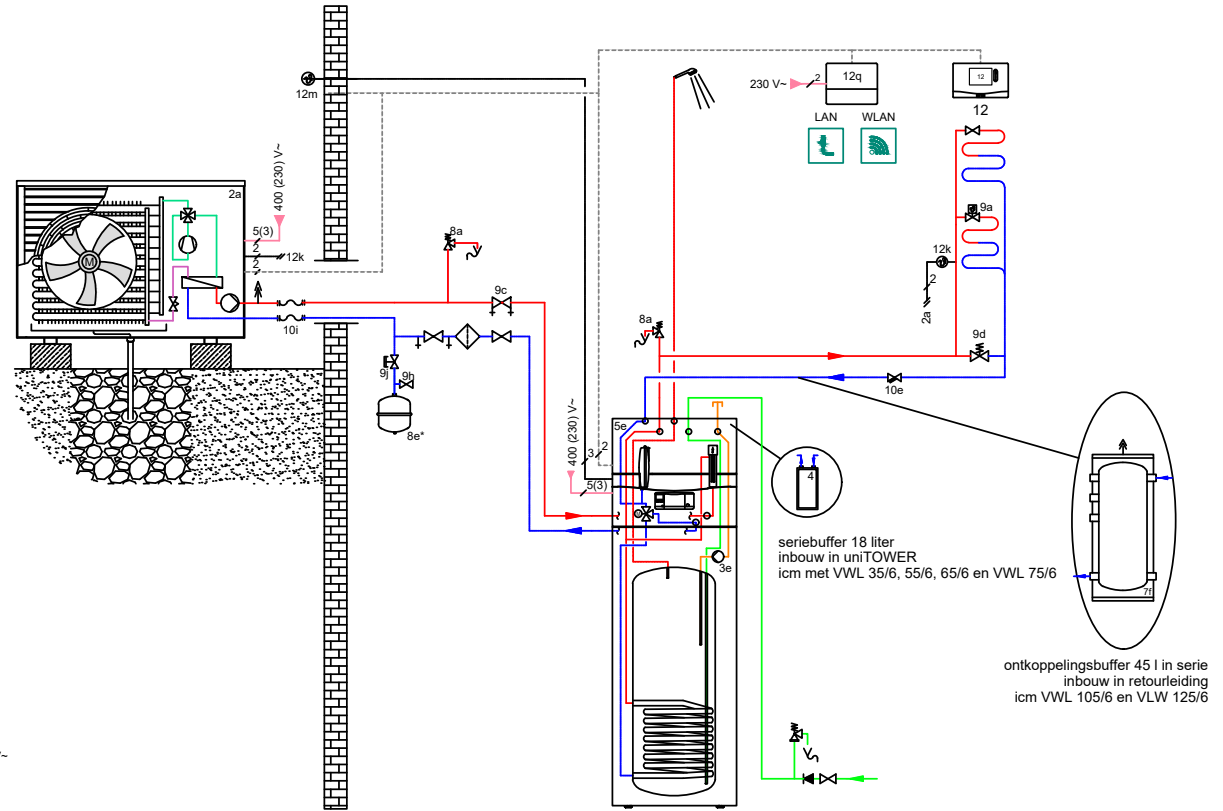 12m
230 V~
2
12q
LAN
WLAN
12
12
2a
400 (230) V~
5(3)
2
12k
2
8a
9c
10i
9j
9h
8e*
9a
12k
2
2a
8a
9d
10e
400 (230) V~
3
2
5(3)
5e
M
M
3e
4
seriebuffer 18 liter
inbouw in uniTOWER
icm met VWL 35/6, 55/6, 65/6 en VWL 75/6
7f
ontkoppelingsbuffer 45 l in serie
inbouw in retourleiding
icm VWL 105/6 en VLW 125/6
~